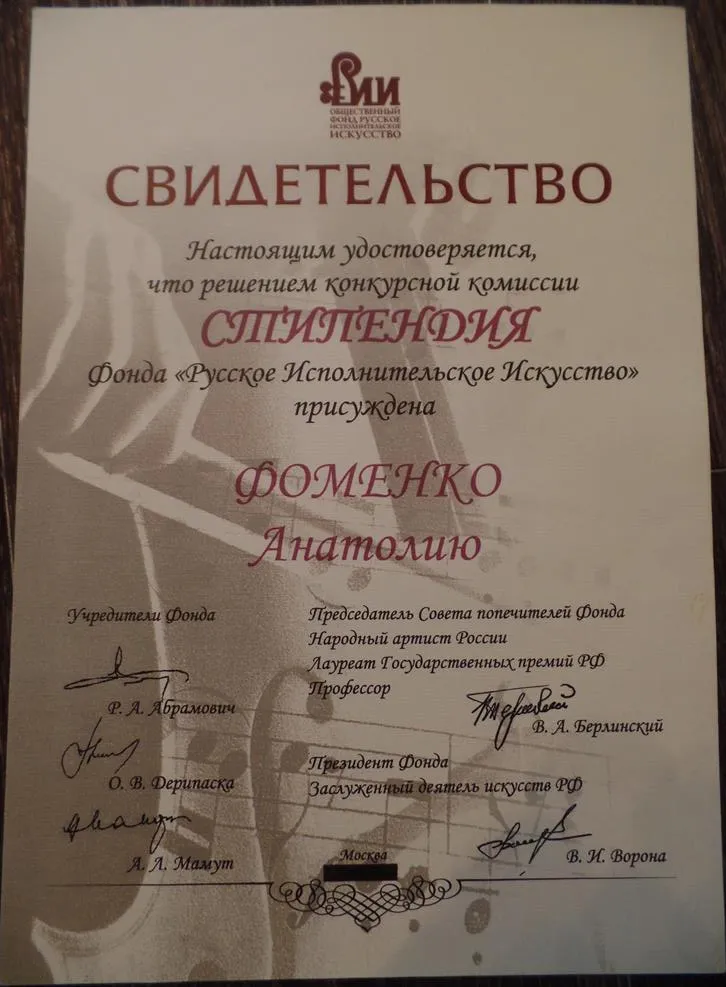 РИИ
ОБЩЕСТВЕННЫЙ
ФОНД РУССКОЕ
ИСПОЛНИТЕЛЬСКОЕ
ИСКУССТВО
СВИДЕТЕЛЬСТВО
Настоящим удостоверяется,
что решением конкурсной комиссии
СТИПЕНДИЯ
Фонда «Русское Исполнительское Искусство»
присуждена
ФОМЕНКО
Анатолию
Учредители Фонда
Р. А. Абрамович
О. В. Дерипаска
А. Л. Мамут
Председатель Совета попечителей Фонда
Народный артист России
Лауреат Государственных премий РФ
Профессор
В. А. Берлинский
Президент Фонда
Заслуженный деятель искусств РФ
В. И. Ворона
Москва